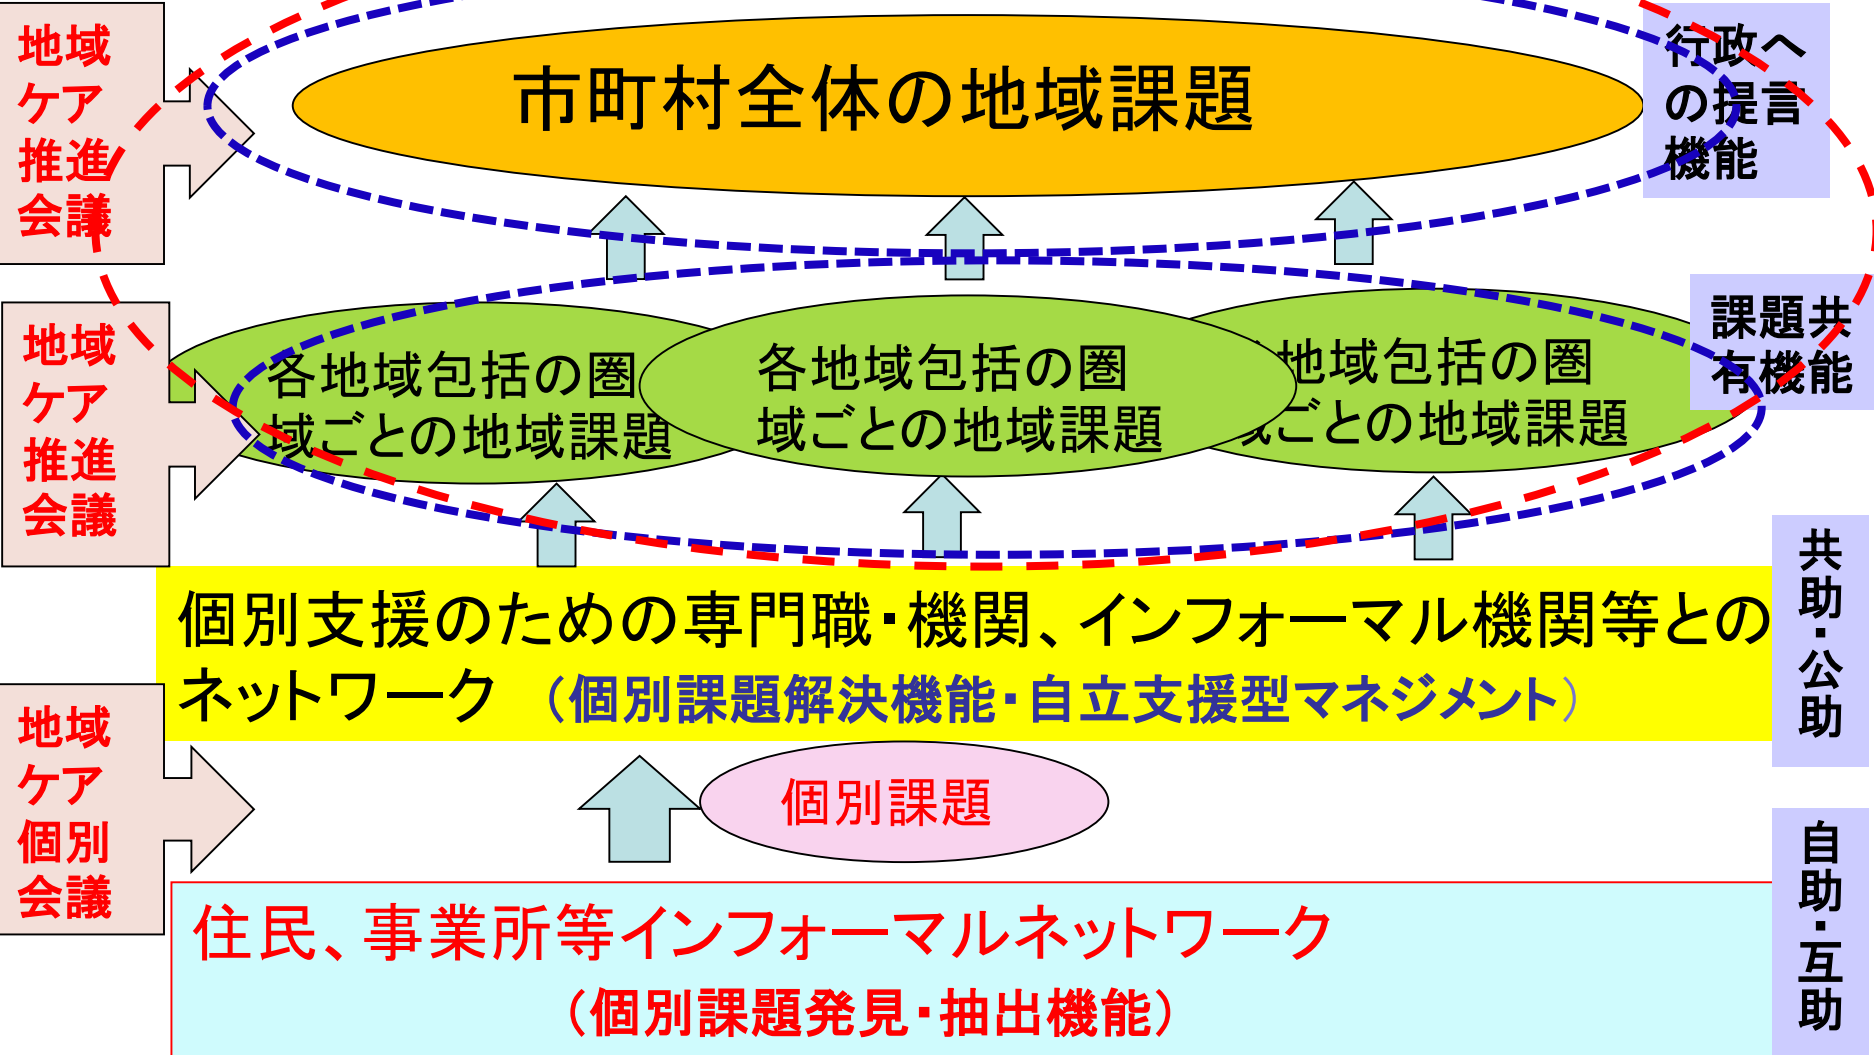 地域
ケア
推進
会議
市町村全体の地域課題
行政へ
の提言
機能
地域
ケア
推進
会議
各地域包括の圏
域ごとの地域課題
各地域包括の圏
域ごとの地域課題
地域包括の圏
ごとの地域課題
課題共
有機能
個別支援のための専門職・機関、インフォーマル機関等との
ネットワーク （個別課題解決機能・自立支援型マネジメント）
共助・公助
地域
ケア
個別
会議
個別課題
住民、事業所等インフォーマルネットワーク
（個別課題発見・抽出機能）
自助・互助